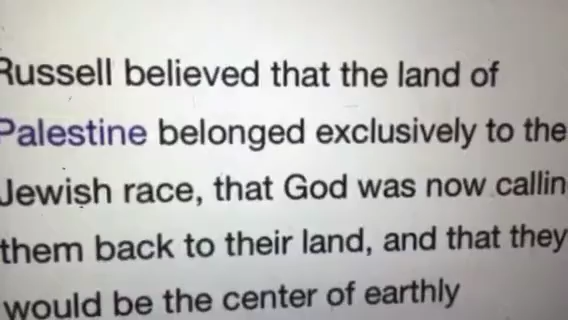 Russell believed that the land of
Palestine belonged exclusively to the
Jewish race, that God was now callin
them back to their land, and that they
would be the center of earthly